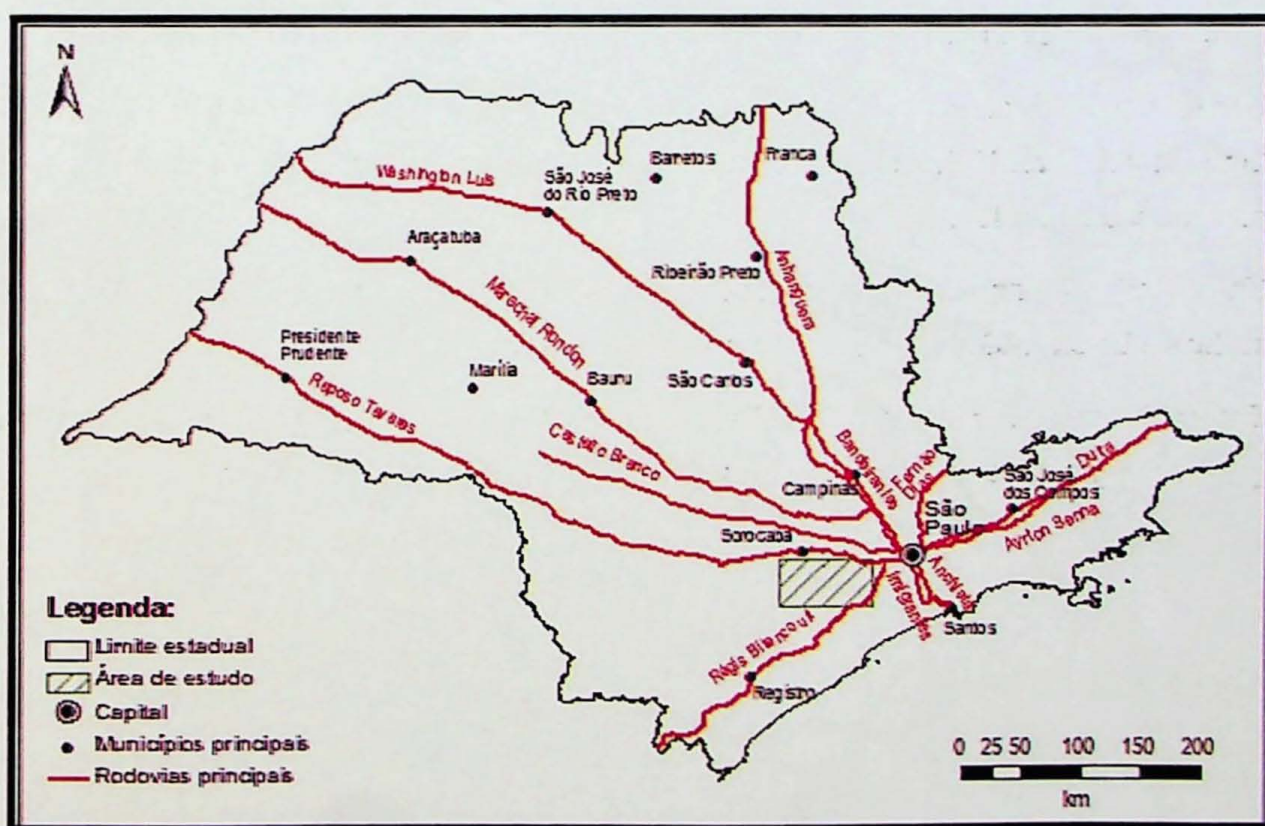 N
Washington Luis
São José
do Rio Preto
Barretos
Franca
Araçatuba
Ribeirão Preto
Anhanguera
Marechal Rondon
Presidente
Prudente
Raposo Tavares
Marília
Bauru
São Carlos
Castello Branco
Campinas
Bandeirantes
Fernão
Dias
São
Paulo
São José
dos Campos
Dutra
Ayrton Senna
Sorocaba
Anchieta
Imigrantes
Santos
Régis Bitencourt
Registro
Legenda:
Limite estadual
Área de estudo
Capital
Municípios principais
Rodovias principais
0 25 50 100 150 200
km